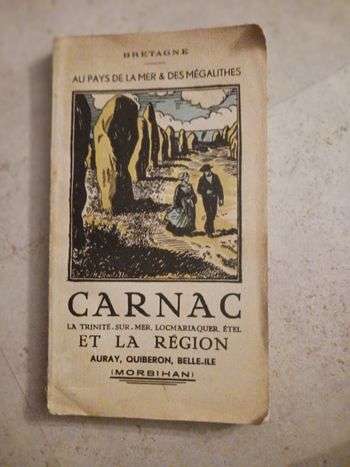 BRETAGNE
AU PAYS DE LA MER & DES MÉGALITHES
CARNAC
LA TRINITÉ-SUR-MER, LOCMARIAQUER, ÉTEL
ET LA RÉGION
AURAY, QUIBERON, BELLE-ILE
(MORBIHAN)